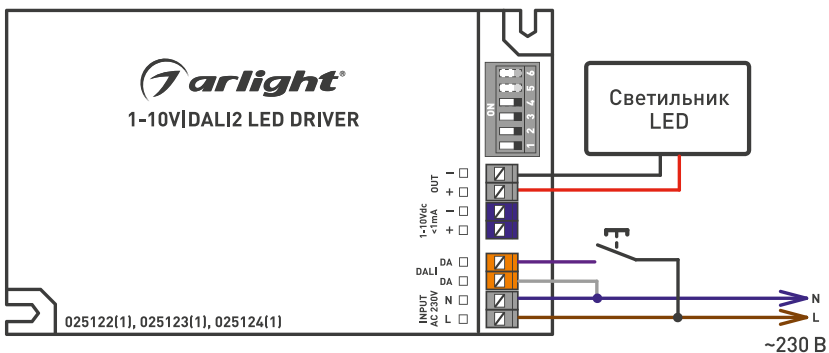 arlight®
1-10V|DALI2 LED DRIVER
ON
1 2 3 4 5 6
Светильник
LED
OUT
−
+
1-10Vdc
<1mA
−
+
DALI
DA
DA
INPUT
AC 230V
N
L
N
L
~230 В
025122(1), 025123(1), 025124(1)